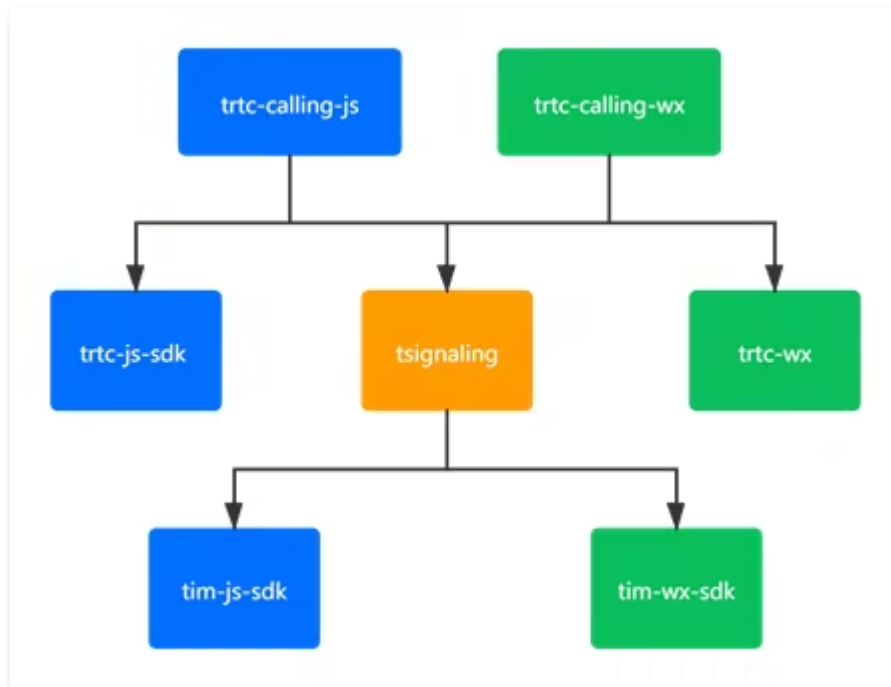 trtc-calling-js
trtc-calling-wx
trtc-js-sdk
tsignaling
trtc-wx
tim-js-sdk
tim-wx-sdk